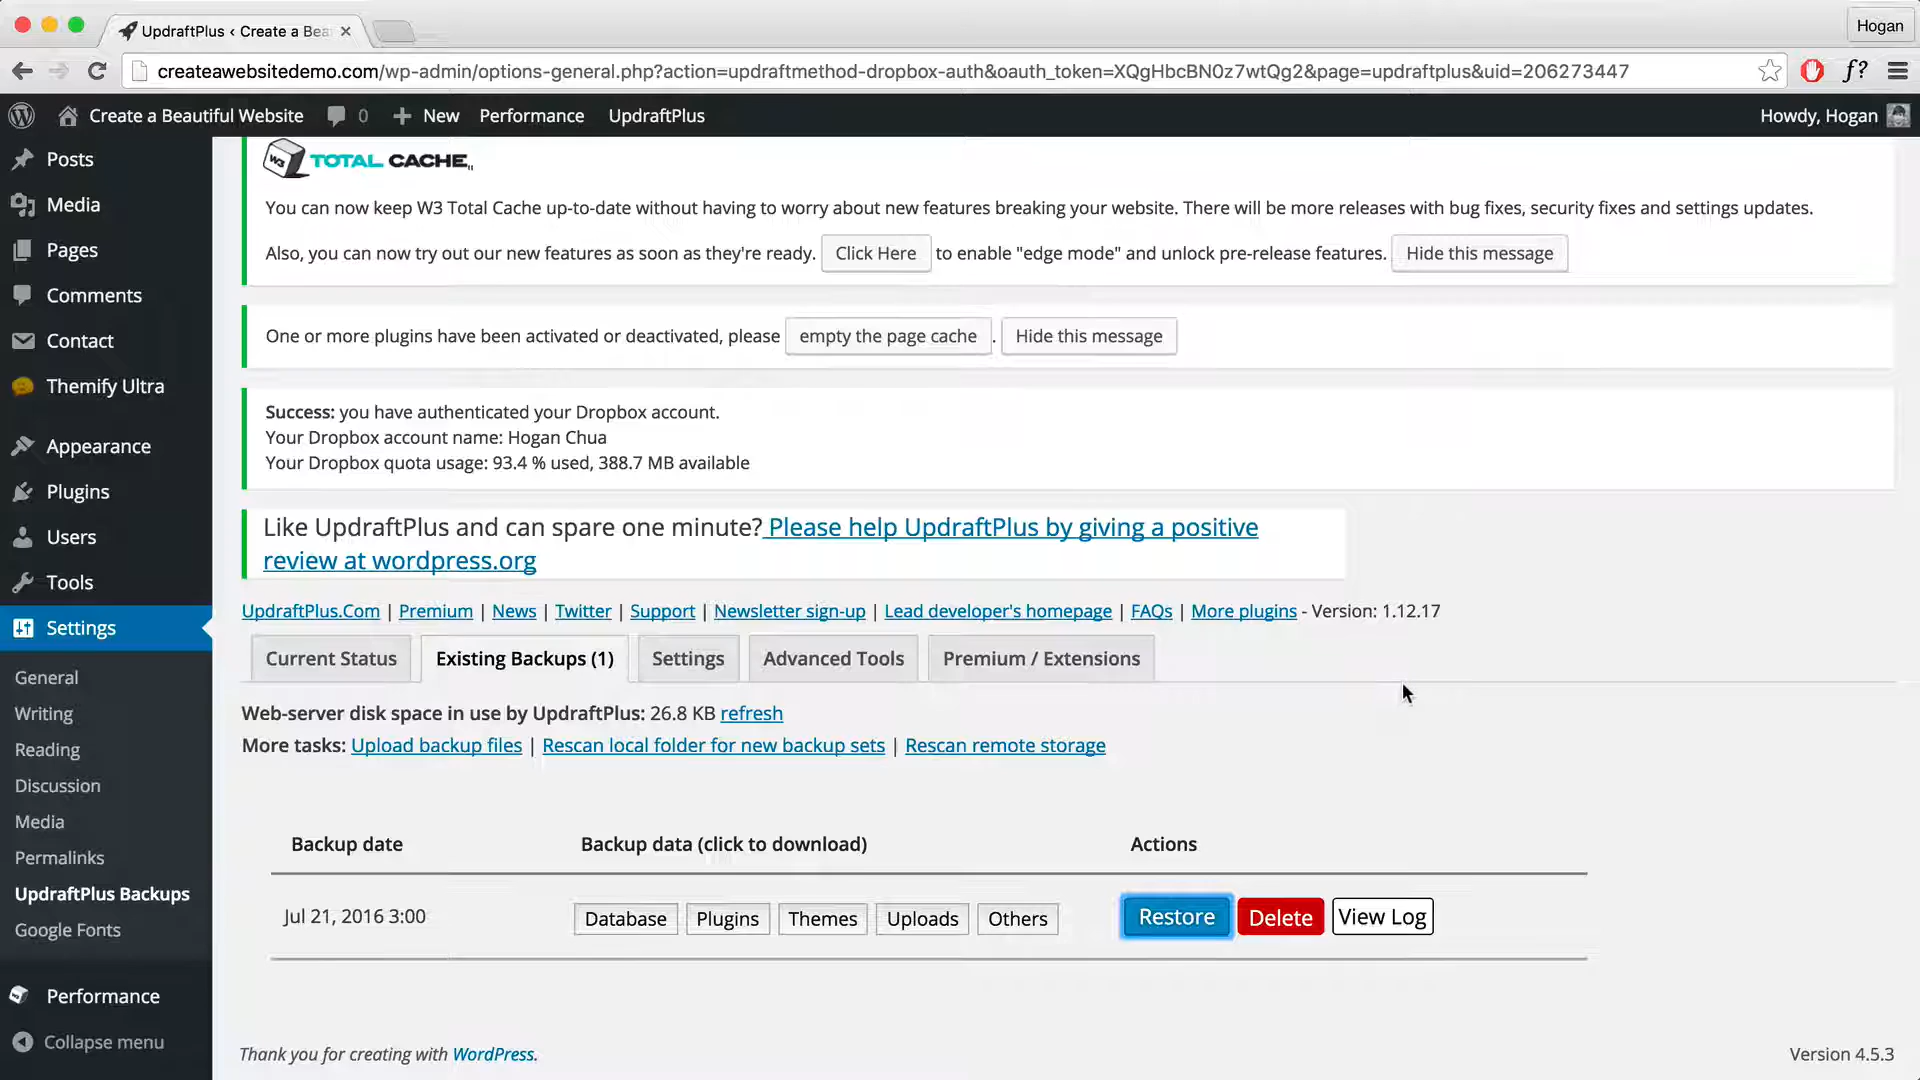 UpdraftPlus ‹ Create a Bea
Hogan
createawebsitedemo.com/wp-admin/options-general.php?action=updraftmethod-dropbox-auth&oauth_token=XQgHbcBN0z7wtQg2&page=updraftplus&uid=206273447
f?
Create a Beautiful Website 0 New Performance UpdraftPlus Howdy, Hogan
Posts
Media
Pages
Comments
Contact
Themify Ultra
Appearance
Plugins
Users
Tools
Settings
General
Writing
Reading
Discussion
Media
Permalinks
UpdraftPlus Backups
Google Fonts
Performance
Collapse menu
W3 TOTAL CACHE
You can now keep W3 Total Cache up-to-date without having to worry about new features breaking your website. There will be more releases with bug fixes, security fixes and settings updates.
Also, you can now try out our new features as soon as they're ready. Click Here to enable "edge mode" and unlock pre-release features. Hide this message
One or more plugins have been activated or deactivated, please empty the page cache . Hide this message
Success: you have authenticated your Dropbox account.
Your Dropbox account name: Hogan Chua
Your Dropbox quota usage: 93.4 % used, 388.7 MB available
Like UpdraftPlus and can spare one minute? Please help UpdraftPlus by giving a positive
review at wordpress.org
UpdraftPlus.Com | Premium | News | Twitter | Support | Newsletter sign-up | Lead developer's homepage | FAQs | More plugins - Version: 1.12.17
Current Status Existing Backups (1) Settings Advanced Tools Premium / Extensions
Web-server disk space in use by UpdraftPlus: 26.8 KB refresh
More tasks: Upload backup files | Rescan local folder for new backup sets | Rescan remote storage
Backup date Backup data (click to download) Actions
Jul 21, 2016 3:00 Database Plugins Themes Uploads Others Restore Delete View Log
Thank you for creating with WordPress. Version 4.5.3